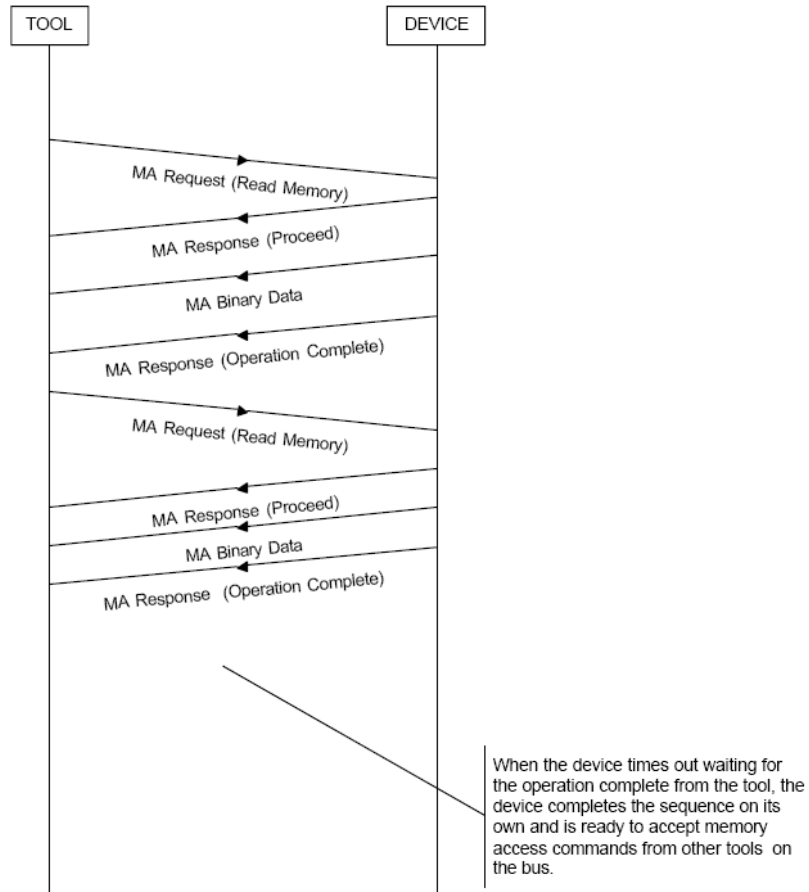 TOOL
DEVICE
MA Request (Read Memory)
MA Response (Proceed)
MA Binary Data
MA Response (Operation Complete)
MA Request (Read Memory)
MA Response (Proceed)
MA Binary Data
MA Response (Operation Complete)
When the device times out waiting for
the operation complete from the tool, the
device completes the sequence on its
own and is ready to accept memory
access commands from other tools on
the bus.